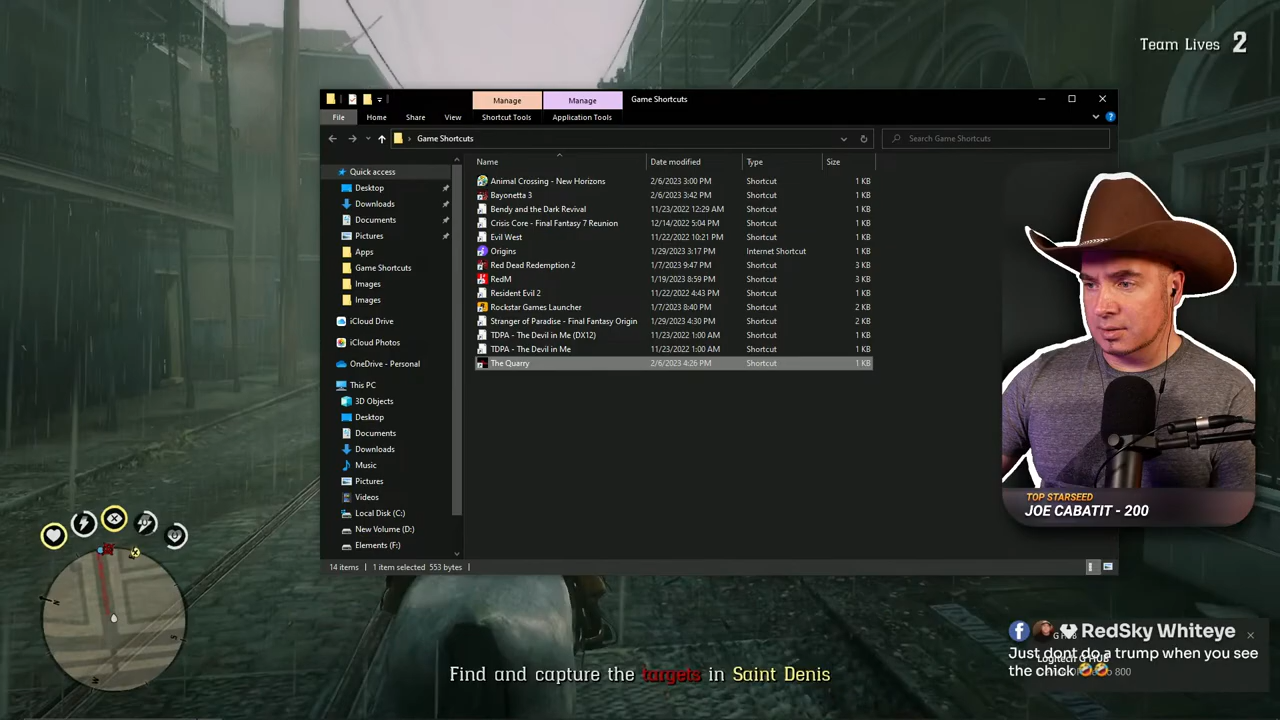 Team Lives 2
Manage
Manage
Game Shortcuts
File
Home
Share
View
Shortcut Tools
Application Tools
Game Shortcuts
Search Game Shortcuts
Name
Date modified
Type
Size
Animal Crossing - New Horizons 2/6/2023 3:00 PM Shortcut 1 KB
Bayonetta 3 2/6/2023 3:42 PM Shortcut 1 KB
Bendy and the Dark Revival 11/23/2022 12:29 AM Shortcut 1 KB
Crisis Core - Final Fantasy 7 Reunion 12/14/2022 5:04 PM Shortcut 1 KB
Evil West 11/22/2022 10:21 PM Shortcut 1 KB
Origins 1/29/2023 3:17 PM Internet Shortcut 1 KB
Red Dead Redemption 2 1/7/2023 9:47 PM Shortcut 3 KB
RedM 1/19/2023 8:59 PM Shortcut 3 KB
Resident Evil 2 11/22/2022 4:43 PM Shortcut 1 KB
Rockstar Games Launcher 1/7/2023 8:40 PM Shortcut 2 KB
Stranger of Paradise - Final Fantasy Origin 1/29/2023 4:30 PM Shortcut 2 KB
TDPA - The Devil in Me (DX12) 11/23/2022 1:00 AM Shortcut 1 KB
TDPA - The Devil in Me 11/23/2022 1:00 AM Shortcut 1 KB
The Quarry 2/6/2023 4:26 PM Shortcut 1 KB
Quick access
Desktop
Downloads
Documents
Pictures
Apps
Game Shortcuts
Images
Images
iCloud Drive
iCloud Photos
OneDrive - Personal
This PC
3D Objects
Desktop
Documents
Downloads
Music
Pictures
Videos
Local Disk (C:)
New Volume (D:)
Elements (F:)
14 items
1 item selected 553 bytes
TOP STARSEED
JOE CABATIT - 200
RedSky Whiteye
Just dont do a trump when you see
the chick 🤣🤣
G HUB
Logitech G HUB
to 800
Find and capture the targets in Saint Denis